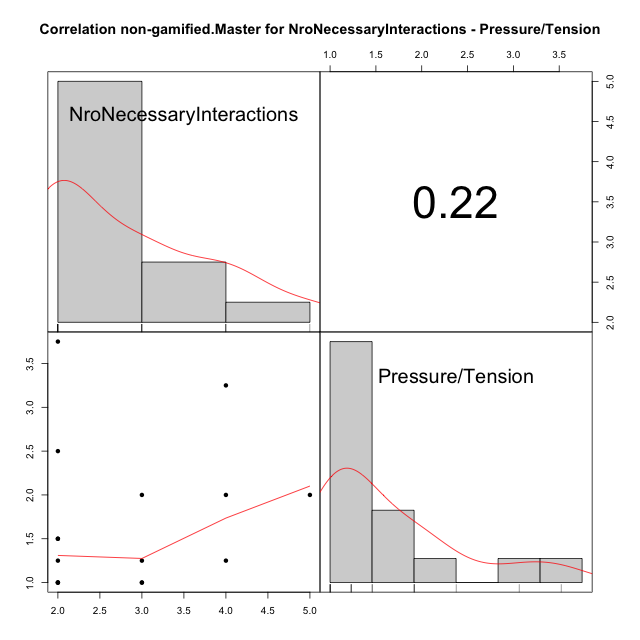 Correlation non-gamified.Master for NroNecessaryInteractions - Pressure/Tension
1.0 1.5 2.0 2.5 3.0 3.5
NroNecessaryInteractions
0.22
5.0
4.5
4.0
3.5
3.0
2.5
2.0
3.5
3.0
2.5
2.0
1.5
1.0
Pressure/Tension
2.0 2.5 3.0 3.5 4.0 4.5 5.0